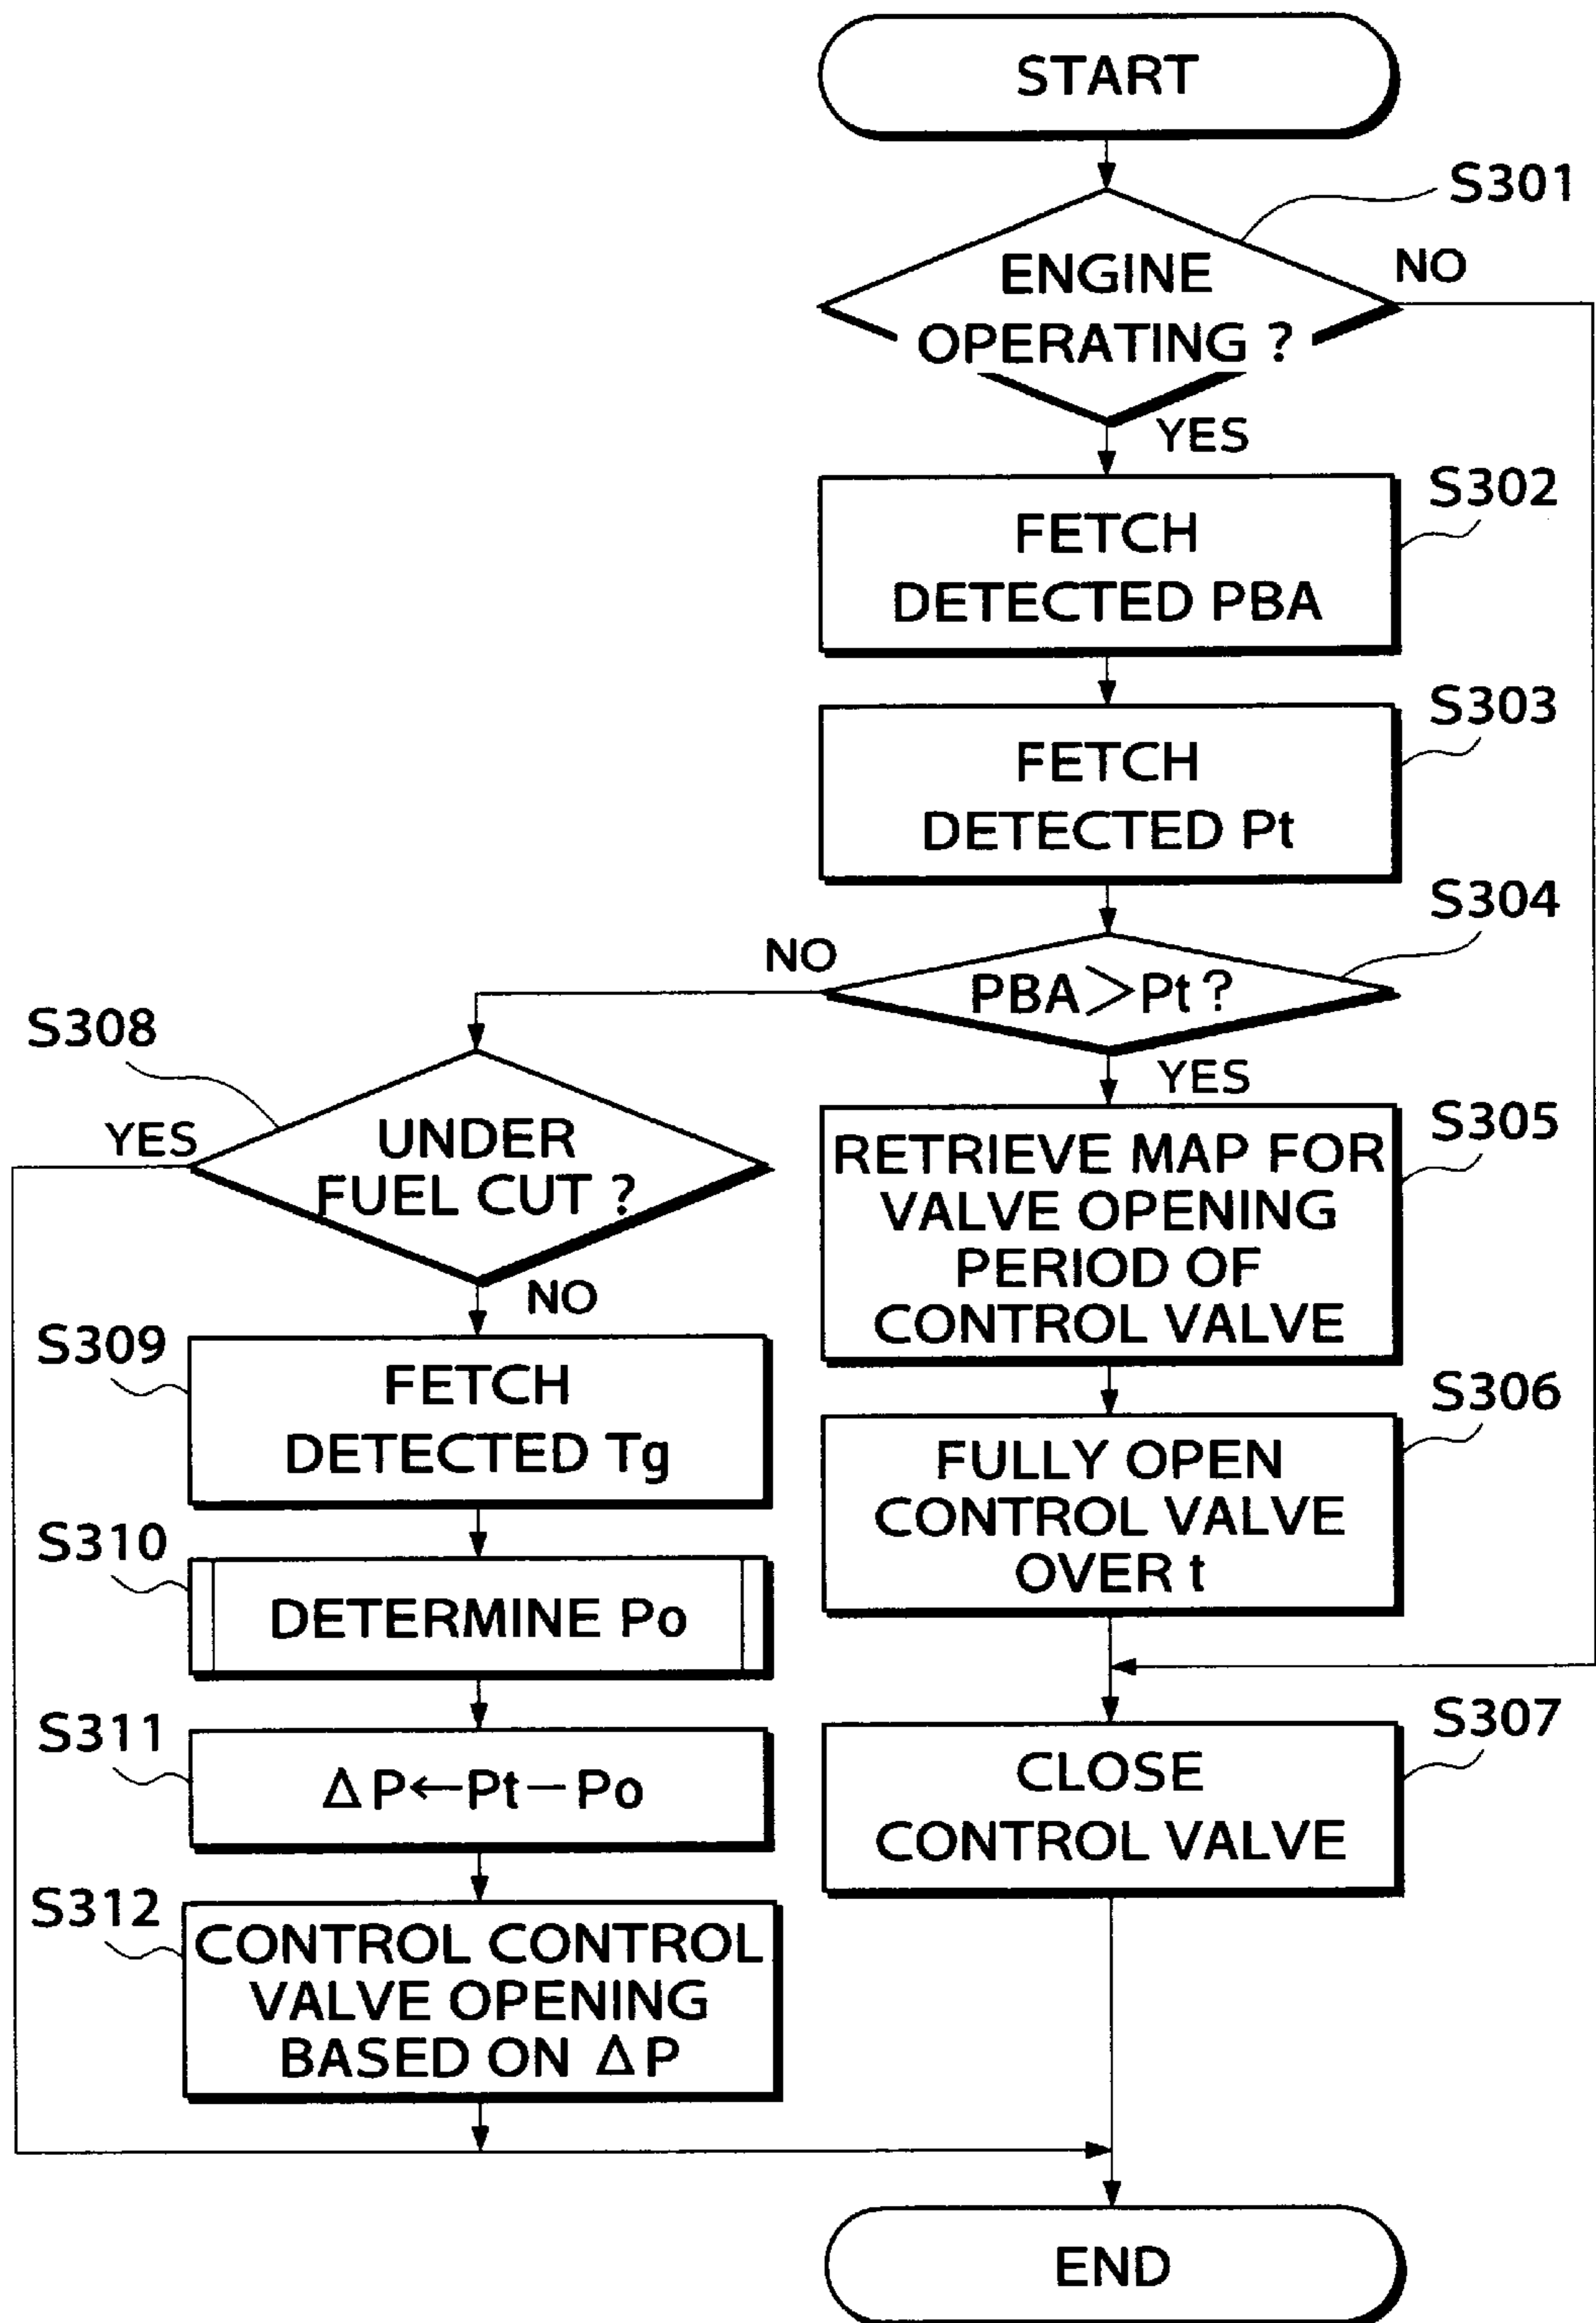 START
S301
ENGINE
OPERATING ?
NO
YES
S302
FETCH
DETECTED PBA
S303
FETCH
DETECTED Pt
S304
PBA>Pt ?
NO
YES
S308
UNDER
FUEL CUT ?
YES
NO
S305
RETRIEVE MAP FOR
VALVE OPENING
PERIOD OF
CONTROL VALVE
S309
FETCH
DETECTED Tg
S306
FULLY OPEN
CONTROL VALVE
OVER t
S310
DETERMINE Po
S311
ΔP←Pt−Po
S307
CLOSE
CONTROL VALVE
S312
CONTROL CONTROL
VALVE OPENING
BASED ON ΔP
END